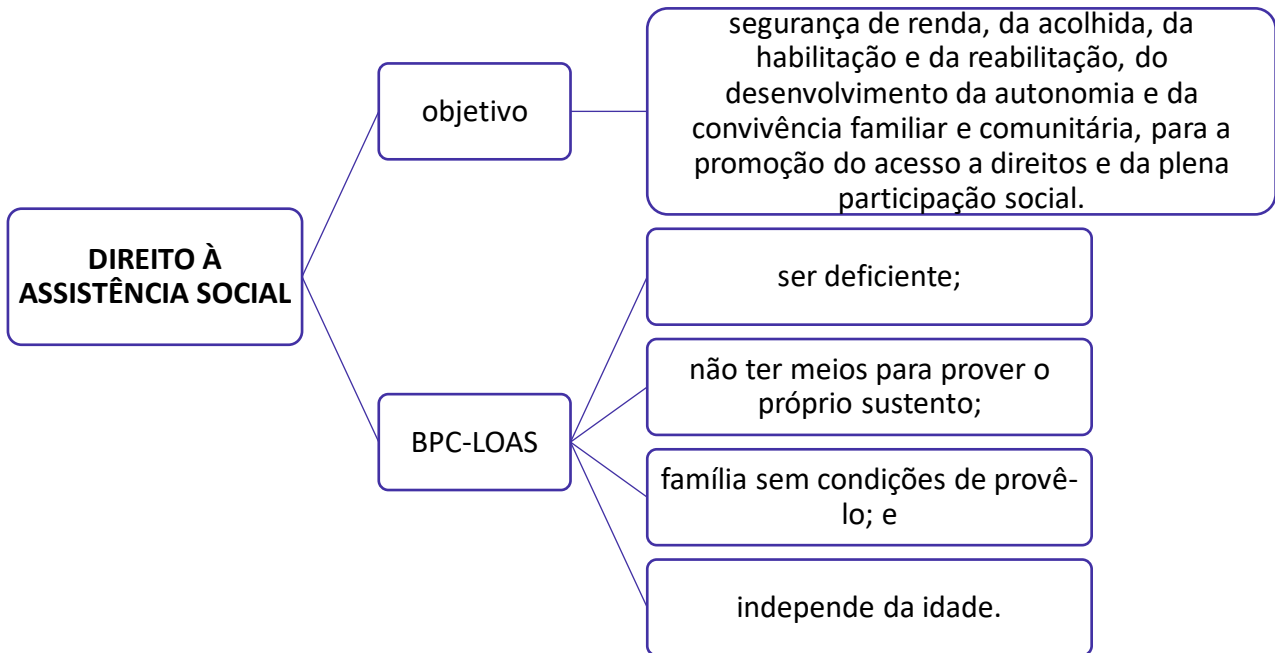 DIREITO À
ASSISTÊNCIA SOCIAL
objetivo
segurança de renda, da acolhida, da
habilitação e da reabilitação, do
desenvolvimento da autonomia e da
convivência familiar e comunitária, para a
promoção do acesso a direitos e da plena
participação social.
BPC-LOAS
ser deficiente;
não ter meios para prover o
próprio sustento;
família sem condições de provê-
lo; e
independe da idade.